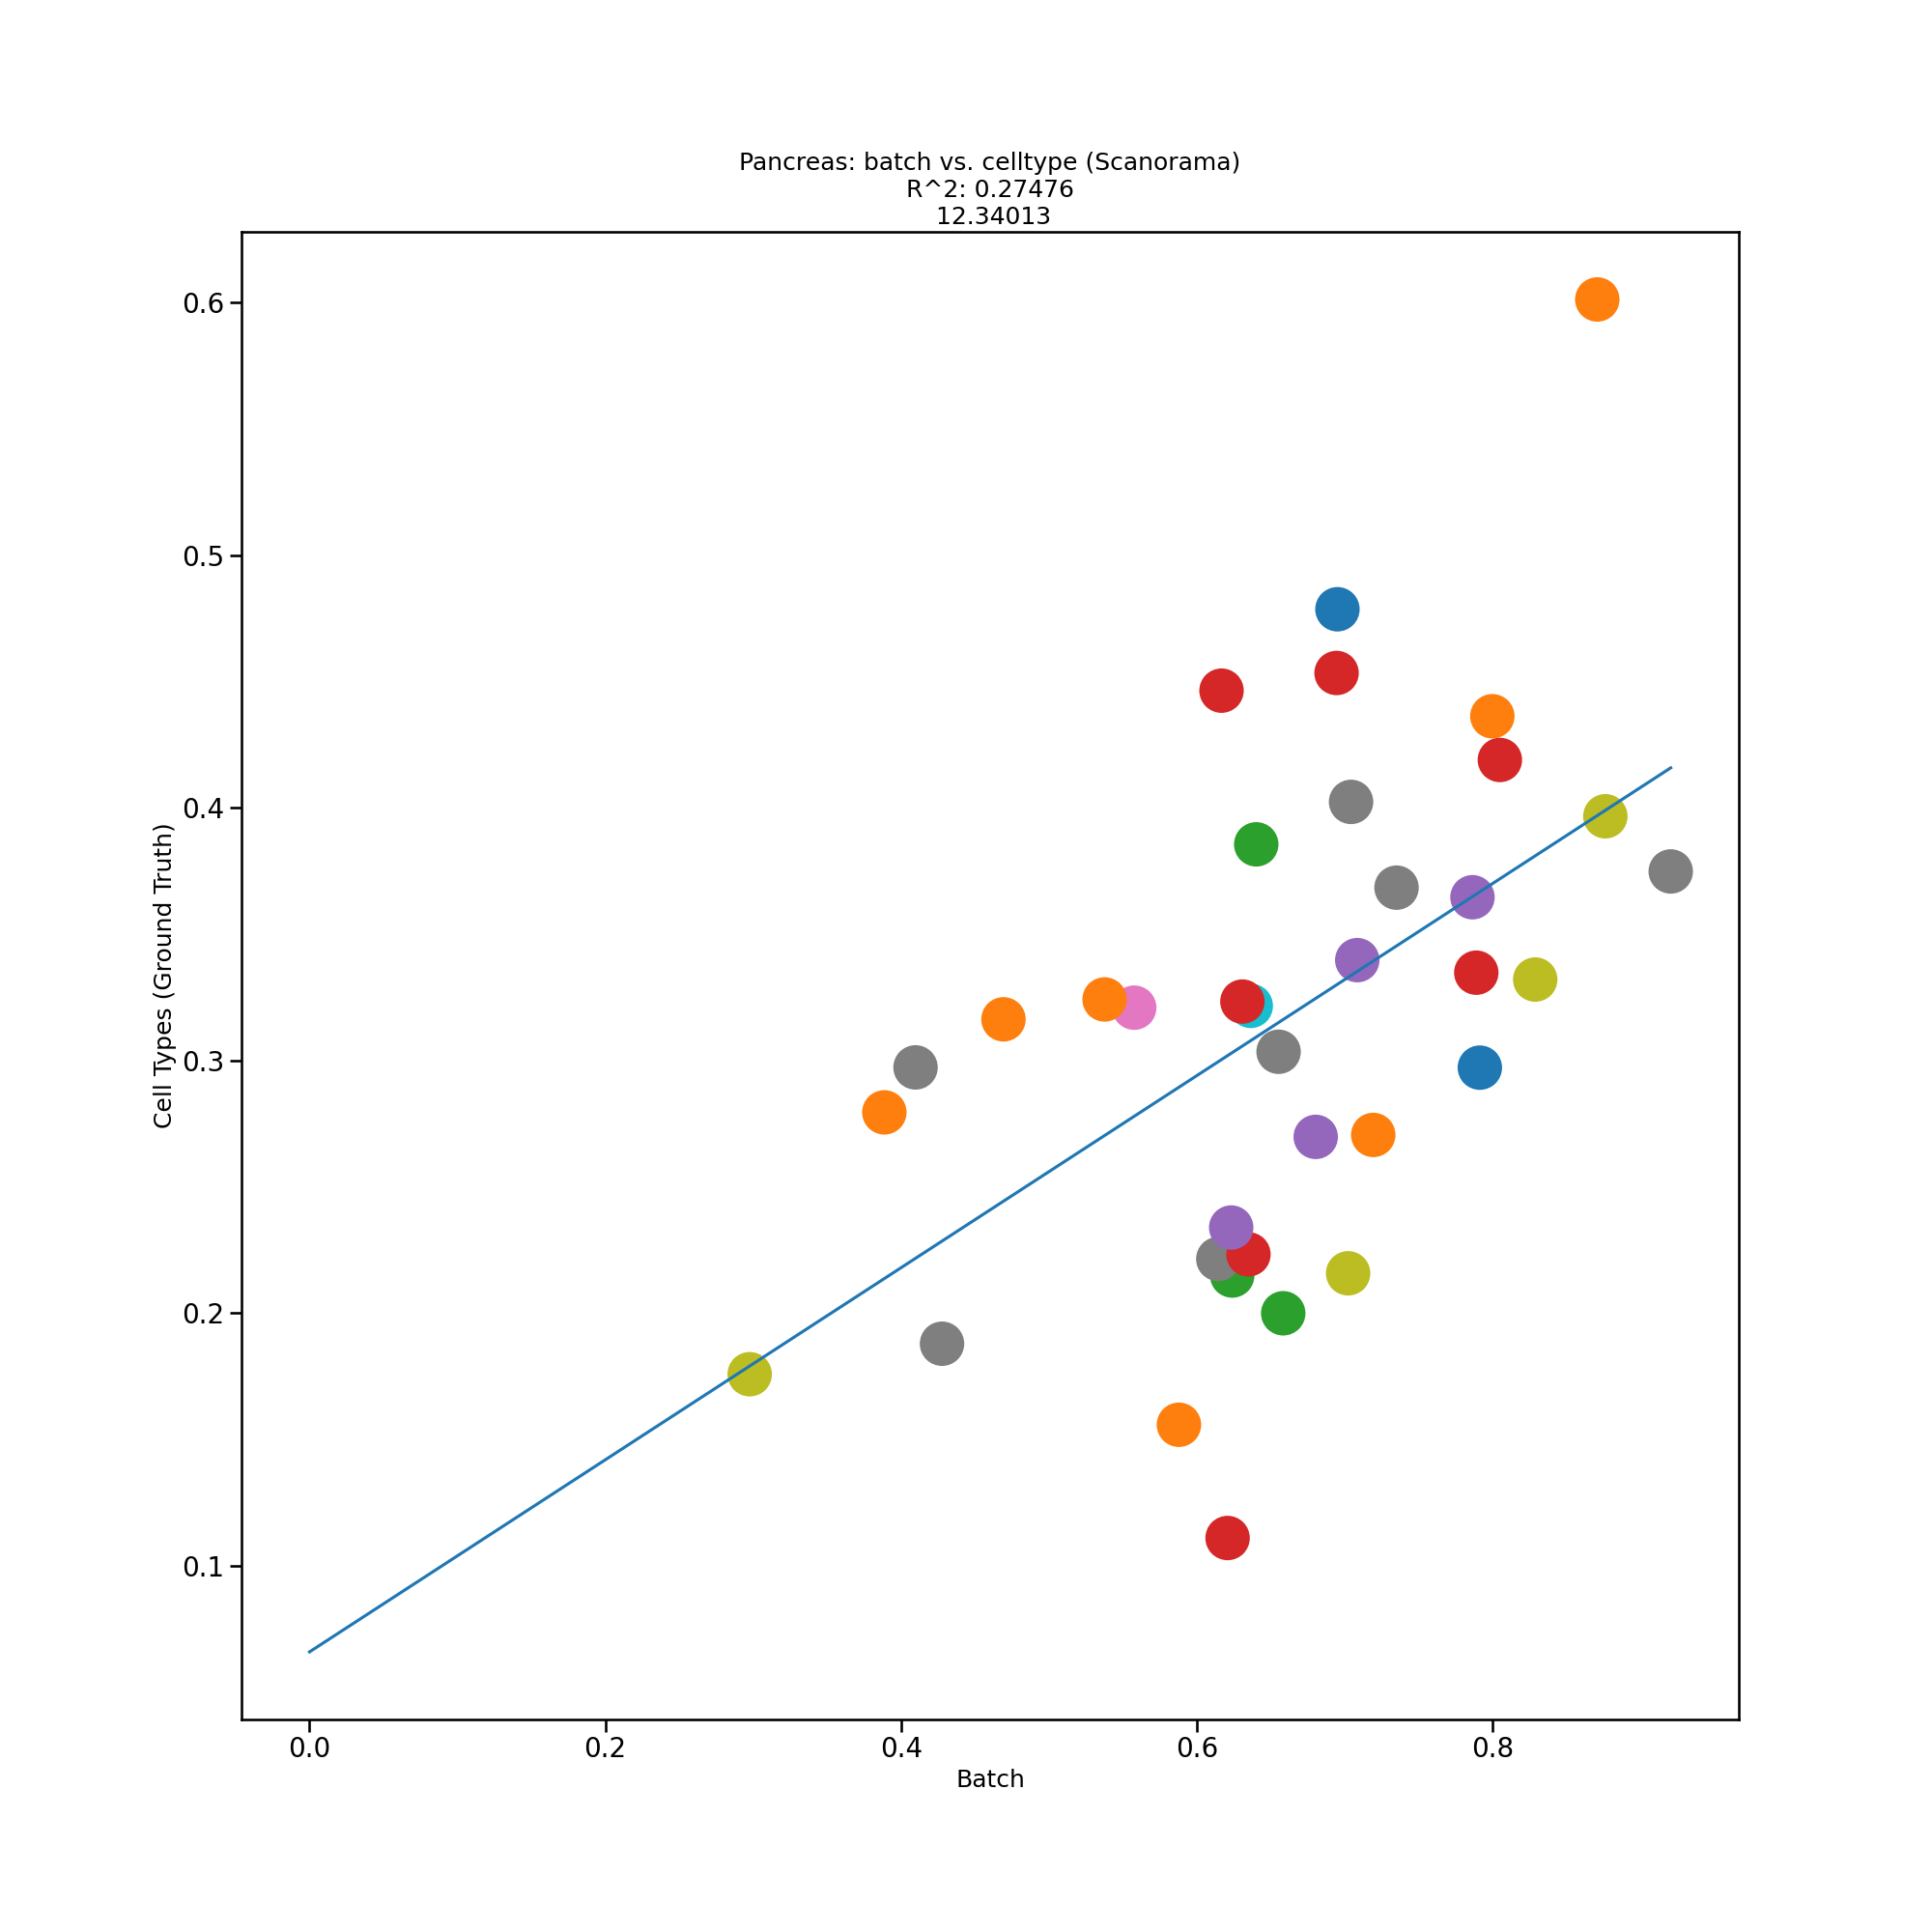 Pancreas: batch vs. celltype (Scanorama)
R^2: 0.27476
12.34013
0.6
0.5
0.4
0.3
0.2
0.1
Cell Types (Ground Truth)
0.0 0.2 0.4 0.6 0.8
Batch